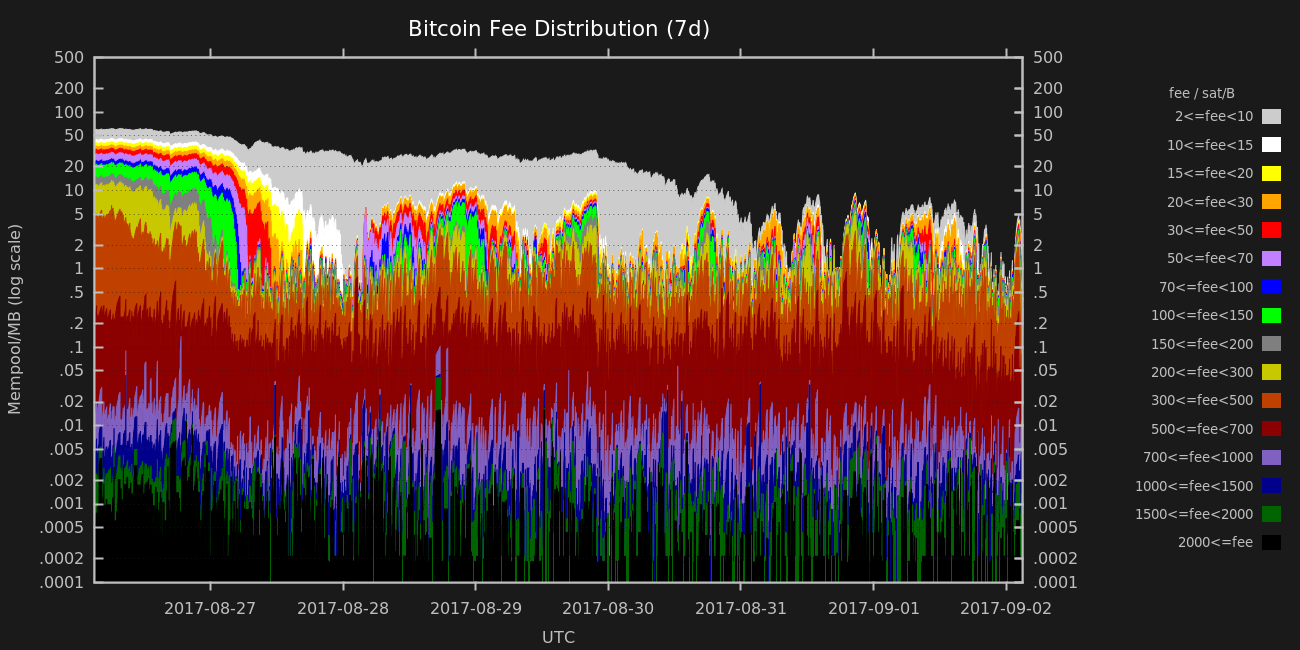 Bitcoin Fee Distribution (7d)
500
200
100
50
20
10
5
2
1
.5
.2
.1
.05
.02
.01
.005
.002
.001
.0005
.0002
.0001
Mempool/MB (log scale)
500
200
100
50
20
10
5
2
1
.5
.2
.1
.05
.02
.01
.005
.002
.001
.0005
.0002
.0001
2017-08-27 2017-08-28 2017-08-29 2017-08-30 2017-08-31 2017-09-01 2017-09-02
UTC
fee / sat/B
2<=fee<10
10<=fee<15
15<=fee<20
20<=fee<30
30<=fee<50
50<=fee<70
70<=fee<100
100<=fee<150
150<=fee<200
200<=fee<300
300<=fee<500
500<=fee<700
700<=fee<1000
1000<=fee<1500
1500<=fee<2000
2000<=fee